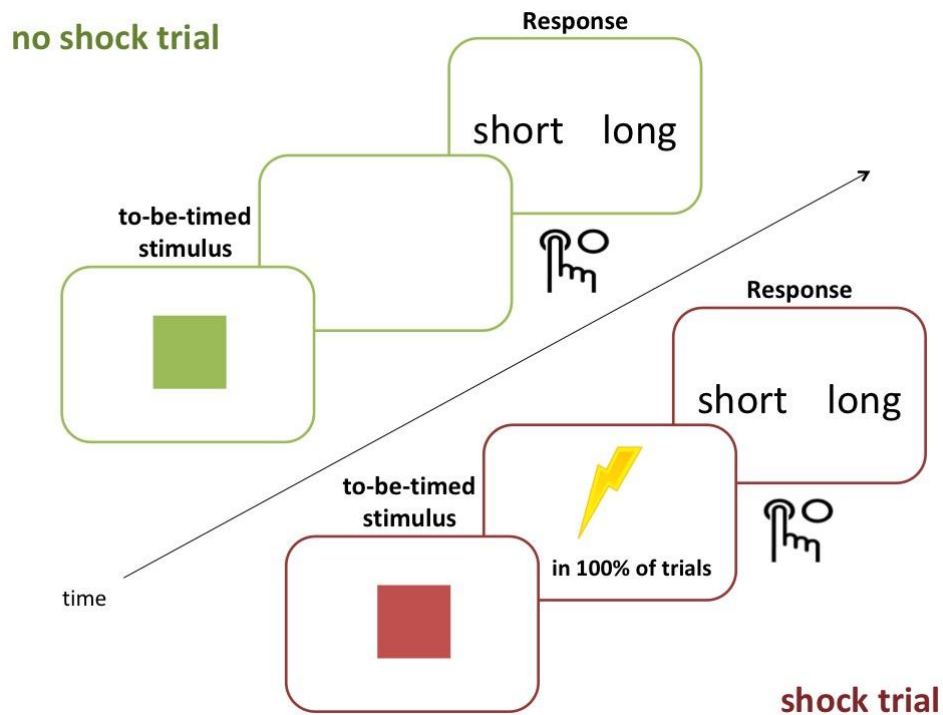 no shock trial
Response
short long
to-be-timed
stimulus
Response
short long
to-be-timed
stimulus
in 100% of trials
time
shock trial